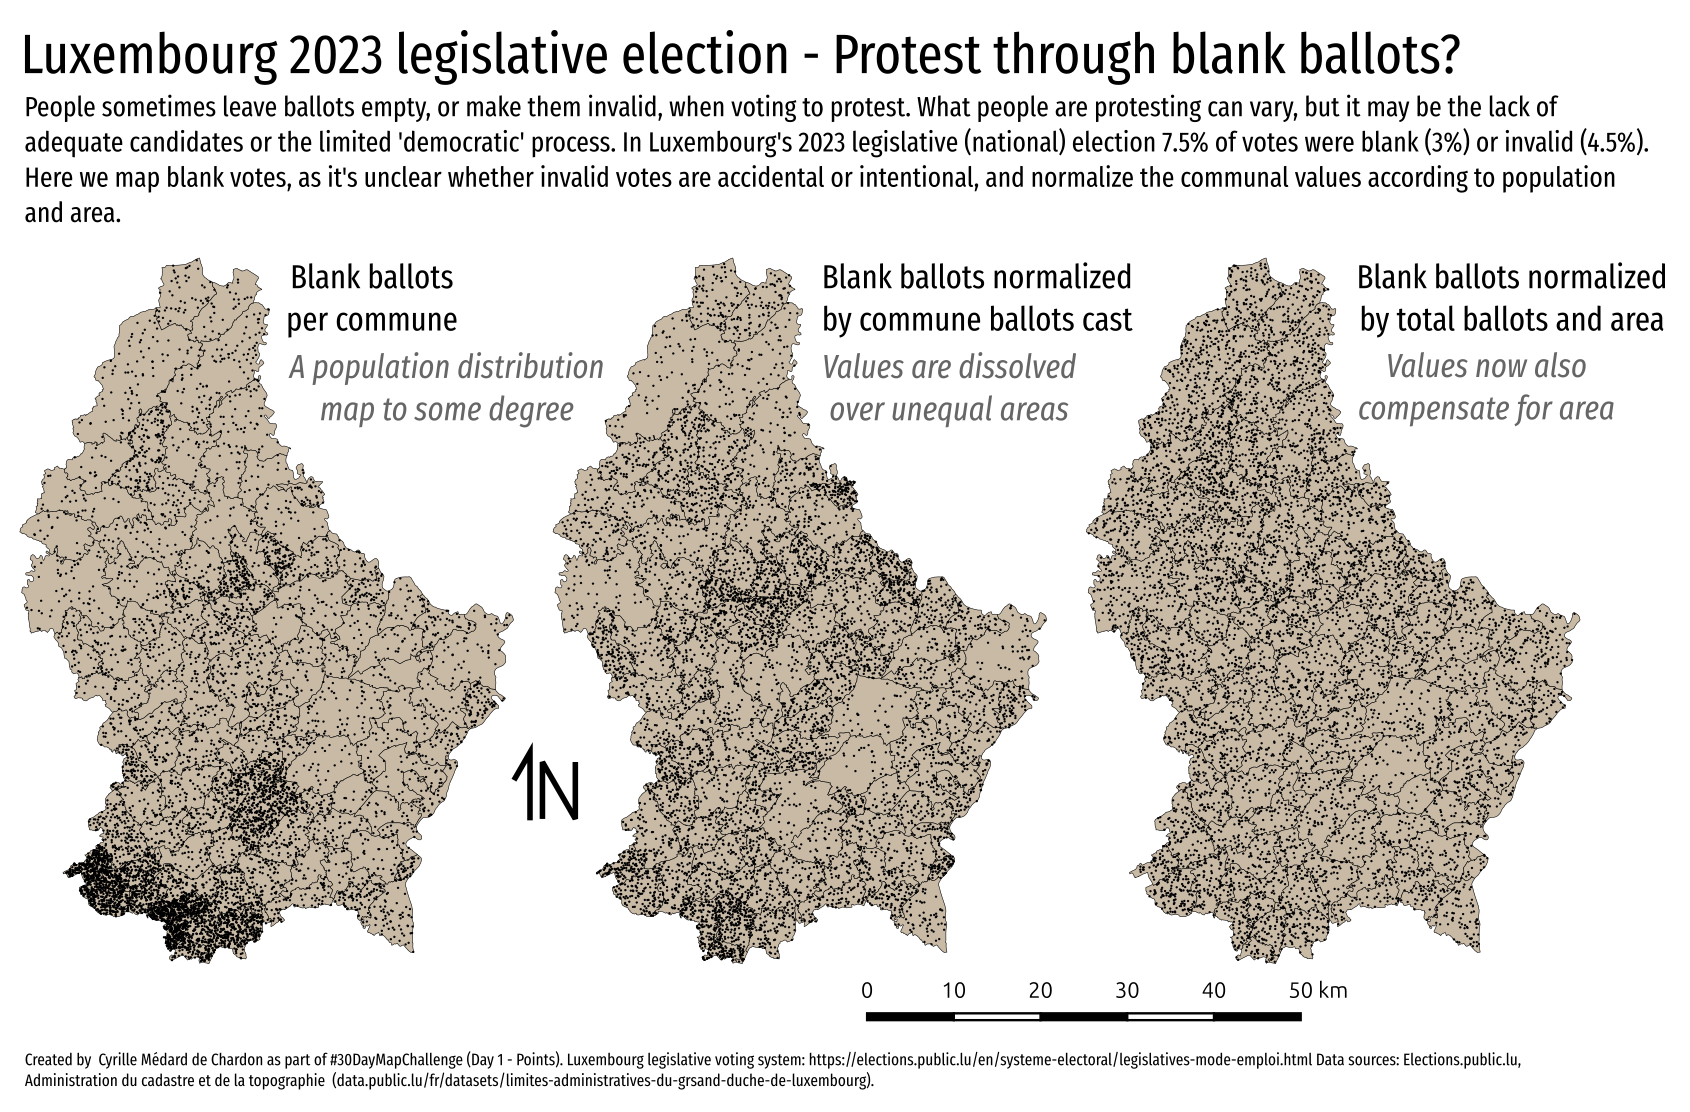 Luxembourg 2023 legislative election - Protest through blank ballots?
People sometimes leave ballots empty, or make them invalid, when voting to protest. What people are protesting can vary, but it may be the lack of
adequate candidates or the limited 'democratic' process. In Luxembourg's 2023 legislative (national) election 7.5% of votes were blank (3%) or invalid (4.5%).
Here we map blank votes, as it's unclear whether invalid votes are accidental or intentional, and normalize the communal values according to population
and area.
Blank ballots
per commune
A population distribution
map to some degree
Blank ballots normalized
by commune ballots cast
Values are dissolved
over unequal areas
Blank ballots normalized
by total ballots and area
Values now also
compensate for area
N
0 10 20 30 40 50 km
Created by Cyrille Médard de Chardon as part of #30DayMapChallenge (Day 1 - Points). Luxembourg legislative voting system: https://elections.public.lu/en/systeme-electoral/legislatives-mode-emploi.html Data sources: Elections.public.lu,
Administration du cadastre et de la topographie (data.public.lu/fr/datasets/limites-administratives-du-grsand-duche-de-luxembourg).